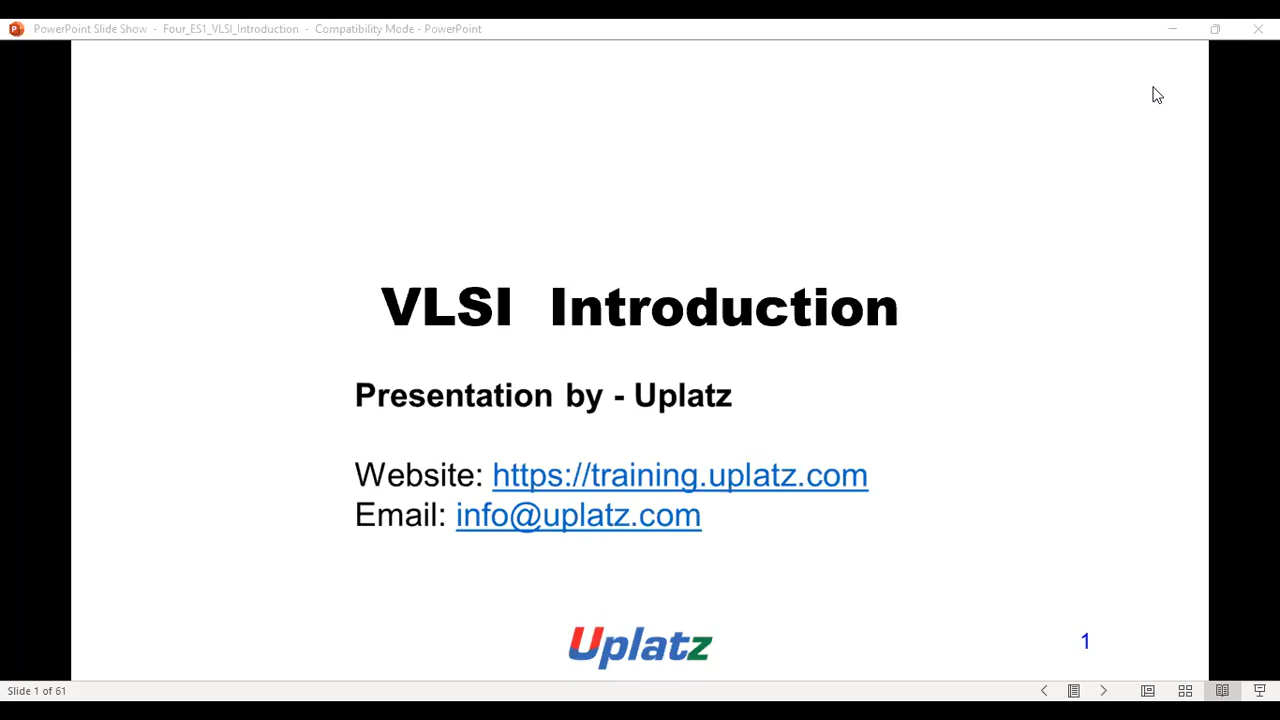 PowerPoint Slide Show - Four_ES1_VLSI_Introduction - Compatibility Mode - PowerPoint
VLSI Introduction
Presentation by - Uplatz
Website: https://training.uplatz.com
Email: info@uplatz.com
Uplatz
1
Slide 1 of 61